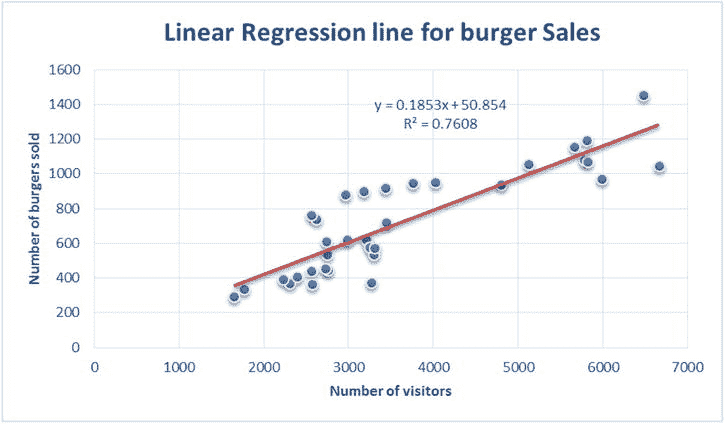 Linear Regression line for burger Sales
1600
1400
1200
1000
800
600
400
200
0
Number of burgers sold
y = 0.1853x + 50.854
R² = 0.7608
0 1000 2000 3000 4000 5000 6000 7000
Number of visitors